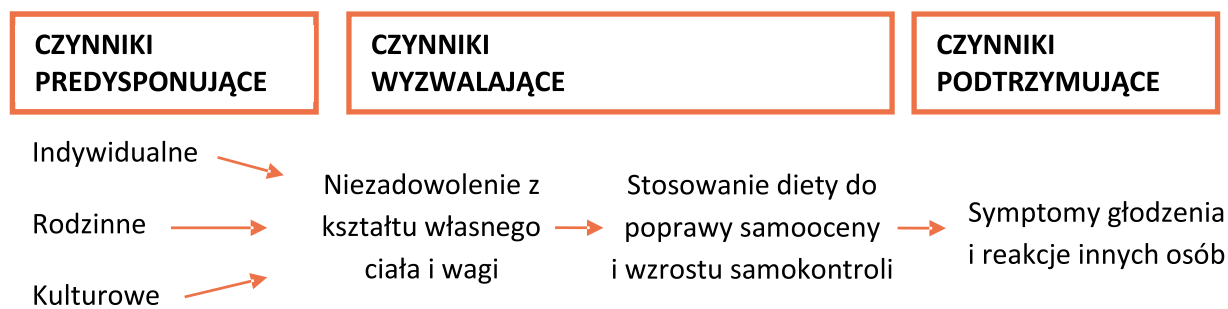 CZYNNIKI
PREDYSPONUJĄCE
CZYNNIKI
WYZWALAJĄCE
CZYNNIKI
PODTRZYMUJĄCE
Indywidualne
Rodzinne
Kulturowe
Niezadowolenie z
kształtu własnego
ciała i wagi
Stosowanie diety do
poprawy samooceny
i wzrostu samokontroli
Symptomy głodzenia
i reakcje innych osób